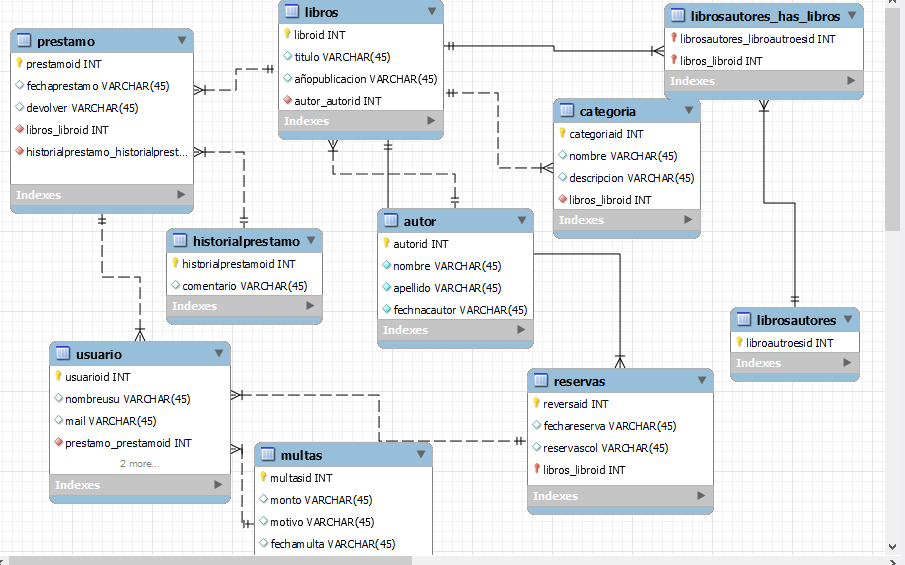 prestamo
prestamoid INT
fechaprestamo VARCHAR(45)
devolver VARCHAR(45)
libros_libroid INT
historialprestamo_historialprest...
Indexes
libros
libroid INT
titulo VARCHAR(45)
añopublicacion VARCHAR(45)
autor_autorid INT
Indexes
librosautores_has_libros
librosautores_libroautroesid INT
libros_libroid INT
Indexes
categoria
categoriaid INT
nombre VARCHAR(45)
descripcion VARCHAR(45)
libros_libroid INT
Indexes
historialprestamo
historialprestamoid INT
comentario VARCHAR(45)
Indexes
autor
autorid INT
nombre VARCHAR(45)
apellido VARCHAR(45)
fechnacautor VARCHAR(45)
Indexes
librosautores
libroautroesid INT
Indexes
usuario
usuarioid INT
nombreusu VARCHAR(45)
mail VARCHAR(45)
prestamo_prestamoid INT
2 more...
Indexes
reservas
reversaid INT
fechareserva VARCHAR(45)
reservascol VARCHAR(45)
libros_libroid INT
Indexes
multas
multasid INT
monto VARCHAR(45)
motivo VARCHAR(45)
fechamulta VARCHAR(45)